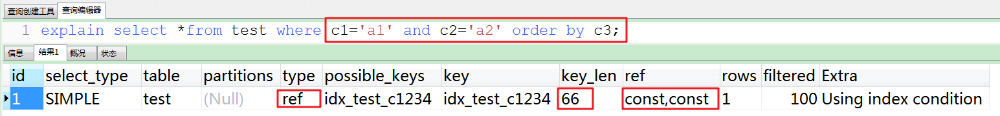 查询创建工具 查询编辑器
1 explain select *from test where c1='a1' and c2='a2' order by c3;
信息 结果1 概况 状态
id select_type table partitions type possible_keys key key_len ref rows filtered Extra
1 SIMPLE test (Null) ref idx_test_c1234 idx_test_c1234 66 const,const 1 100 Using index condition